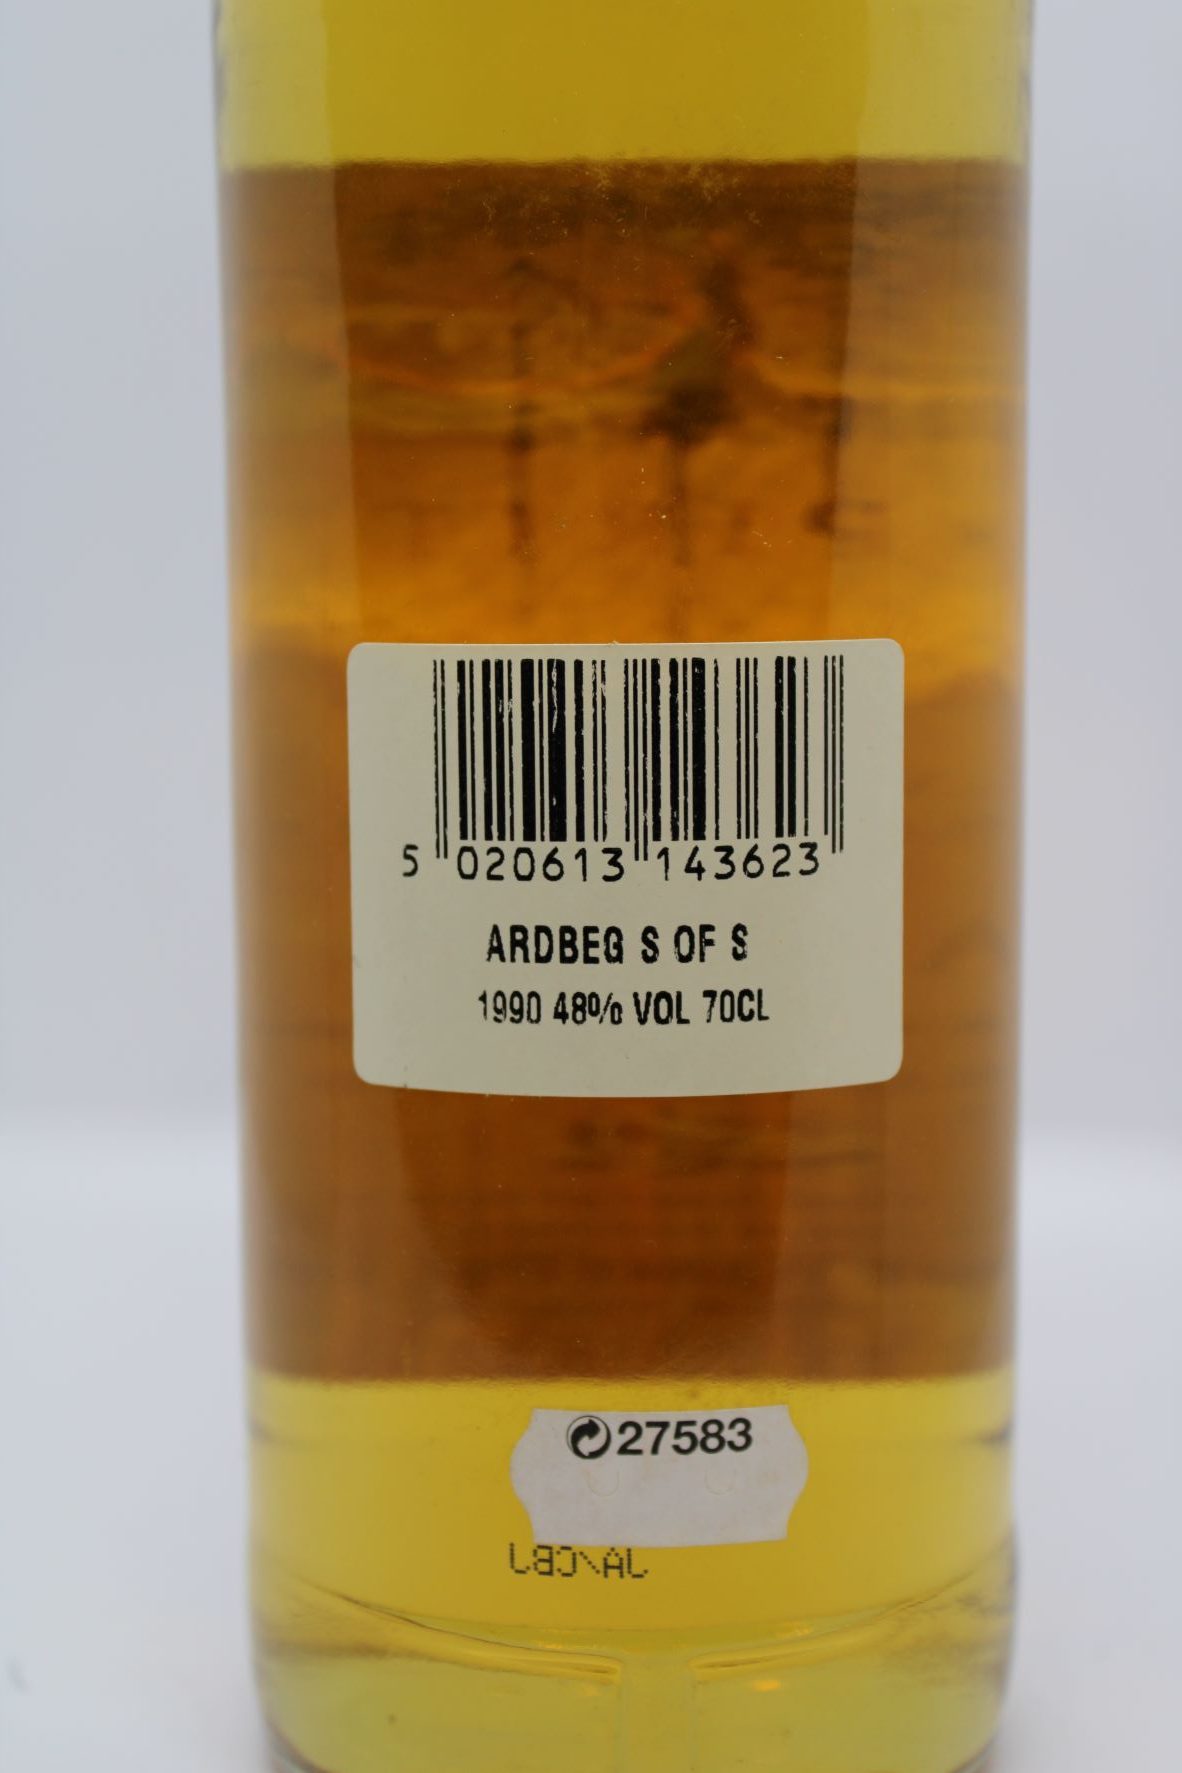 5 020613 143623
ARDBEG S OF S
1990 48% VOL 70CL
27583